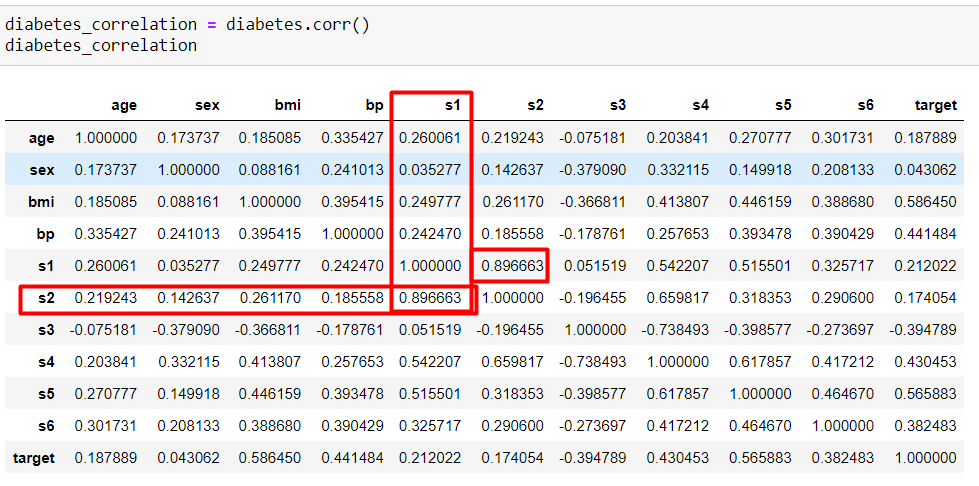 diabetes_correlation = diabetes.corr()
diabetes_correlation
age sex bmi bp s1 s2 s3 s4 s5 s6 target
age 1.000000 0.173737 0.185085 0.335427 0.260061 0.219243 -0.075181 0.203841 0.270777 0.301731 0.187889
sex 0.173737 1.000000 0.088161 0.241013 0.035277 0.142637 -0.379090 0.332115 0.149918 0.208133 0.043062
bmi 0.185085 0.088161 1.000000 0.395415 0.249777 0.261170 -0.366811 0.413807 0.446159 0.388680 0.586450
bp 0.335427 0.241013 0.395415 1.000000 0.242470 0.185558 -0.178761 0.257653 0.393478 0.390429 0.441484
s1 0.260061 0.035277 0.249777 0.242470 1.000000 0.896663 0.051519 0.542207 0.515501 0.325717 0.212022
s2 0.219243 0.142637 0.261170 0.185558 0.896663 1.000000 -0.196455 0.659817 0.318353 0.290600 0.174054
s3 -0.075181 -0.379090 -0.366811 -0.178761 0.051519 -0.196455 1.000000 -0.738493 -0.398577 -0.273697 -0.394789
s4 0.203841 0.332115 0.413807 0.257653 0.542207 0.659817 -0.738493 1.000000 0.617857 0.417212 0.430453
s5 0.270777 0.149918 0.446159 0.393478 0.515501 0.318353 -0.398577 0.617857 1.000000 0.464670 0.565883
s6 0.301731 0.208133 0.388680 0.390429 0.325717 0.290600 -0.273697 0.417212 0.464670 1.000000 0.382483
target 0.187889 0.043062 0.586450 0.441484 0.212022 0.174054 -0.394789 0.430453 0.565883 0.382483 1.000000